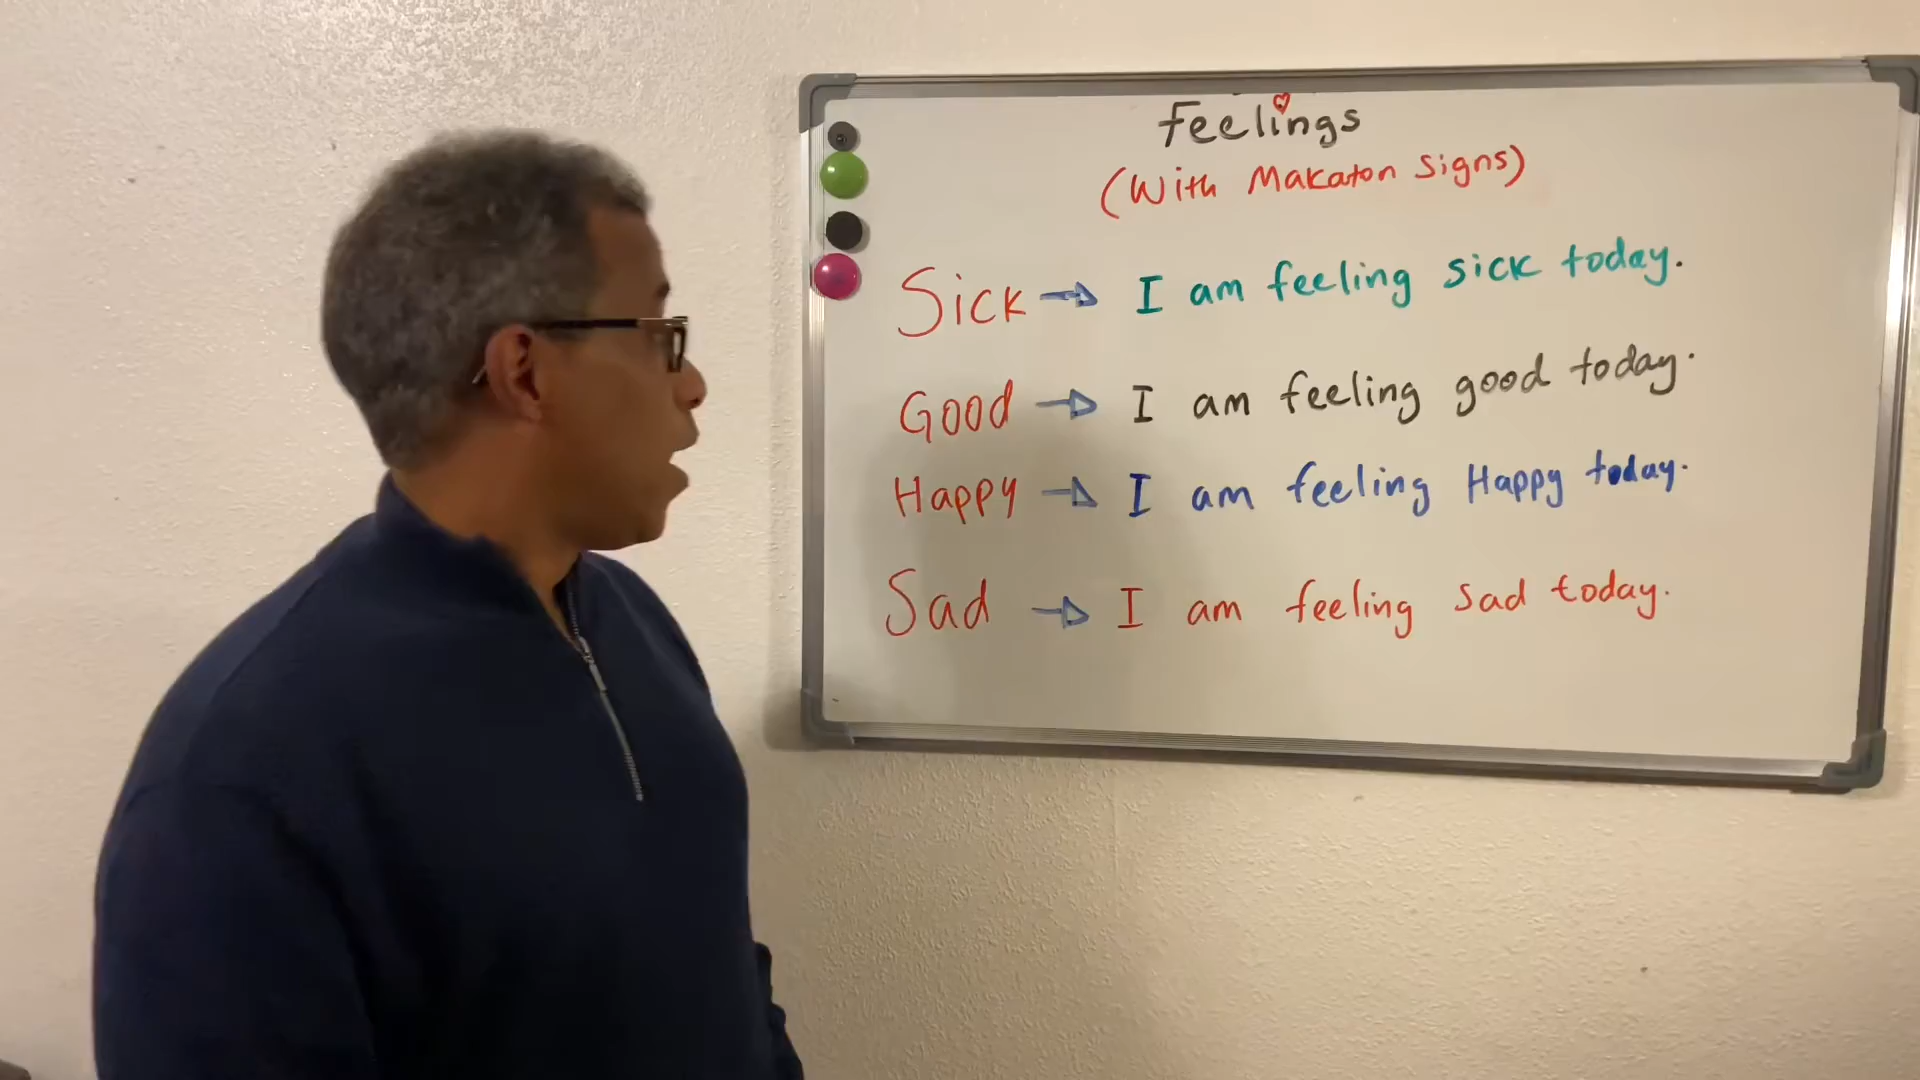 Feelings
(With Makaton Signs)
Sick → I am feeling sick today.
Good → I am feeling good today.
Happy → I am feeling Happy today.
Sad → I am feeling sad today.